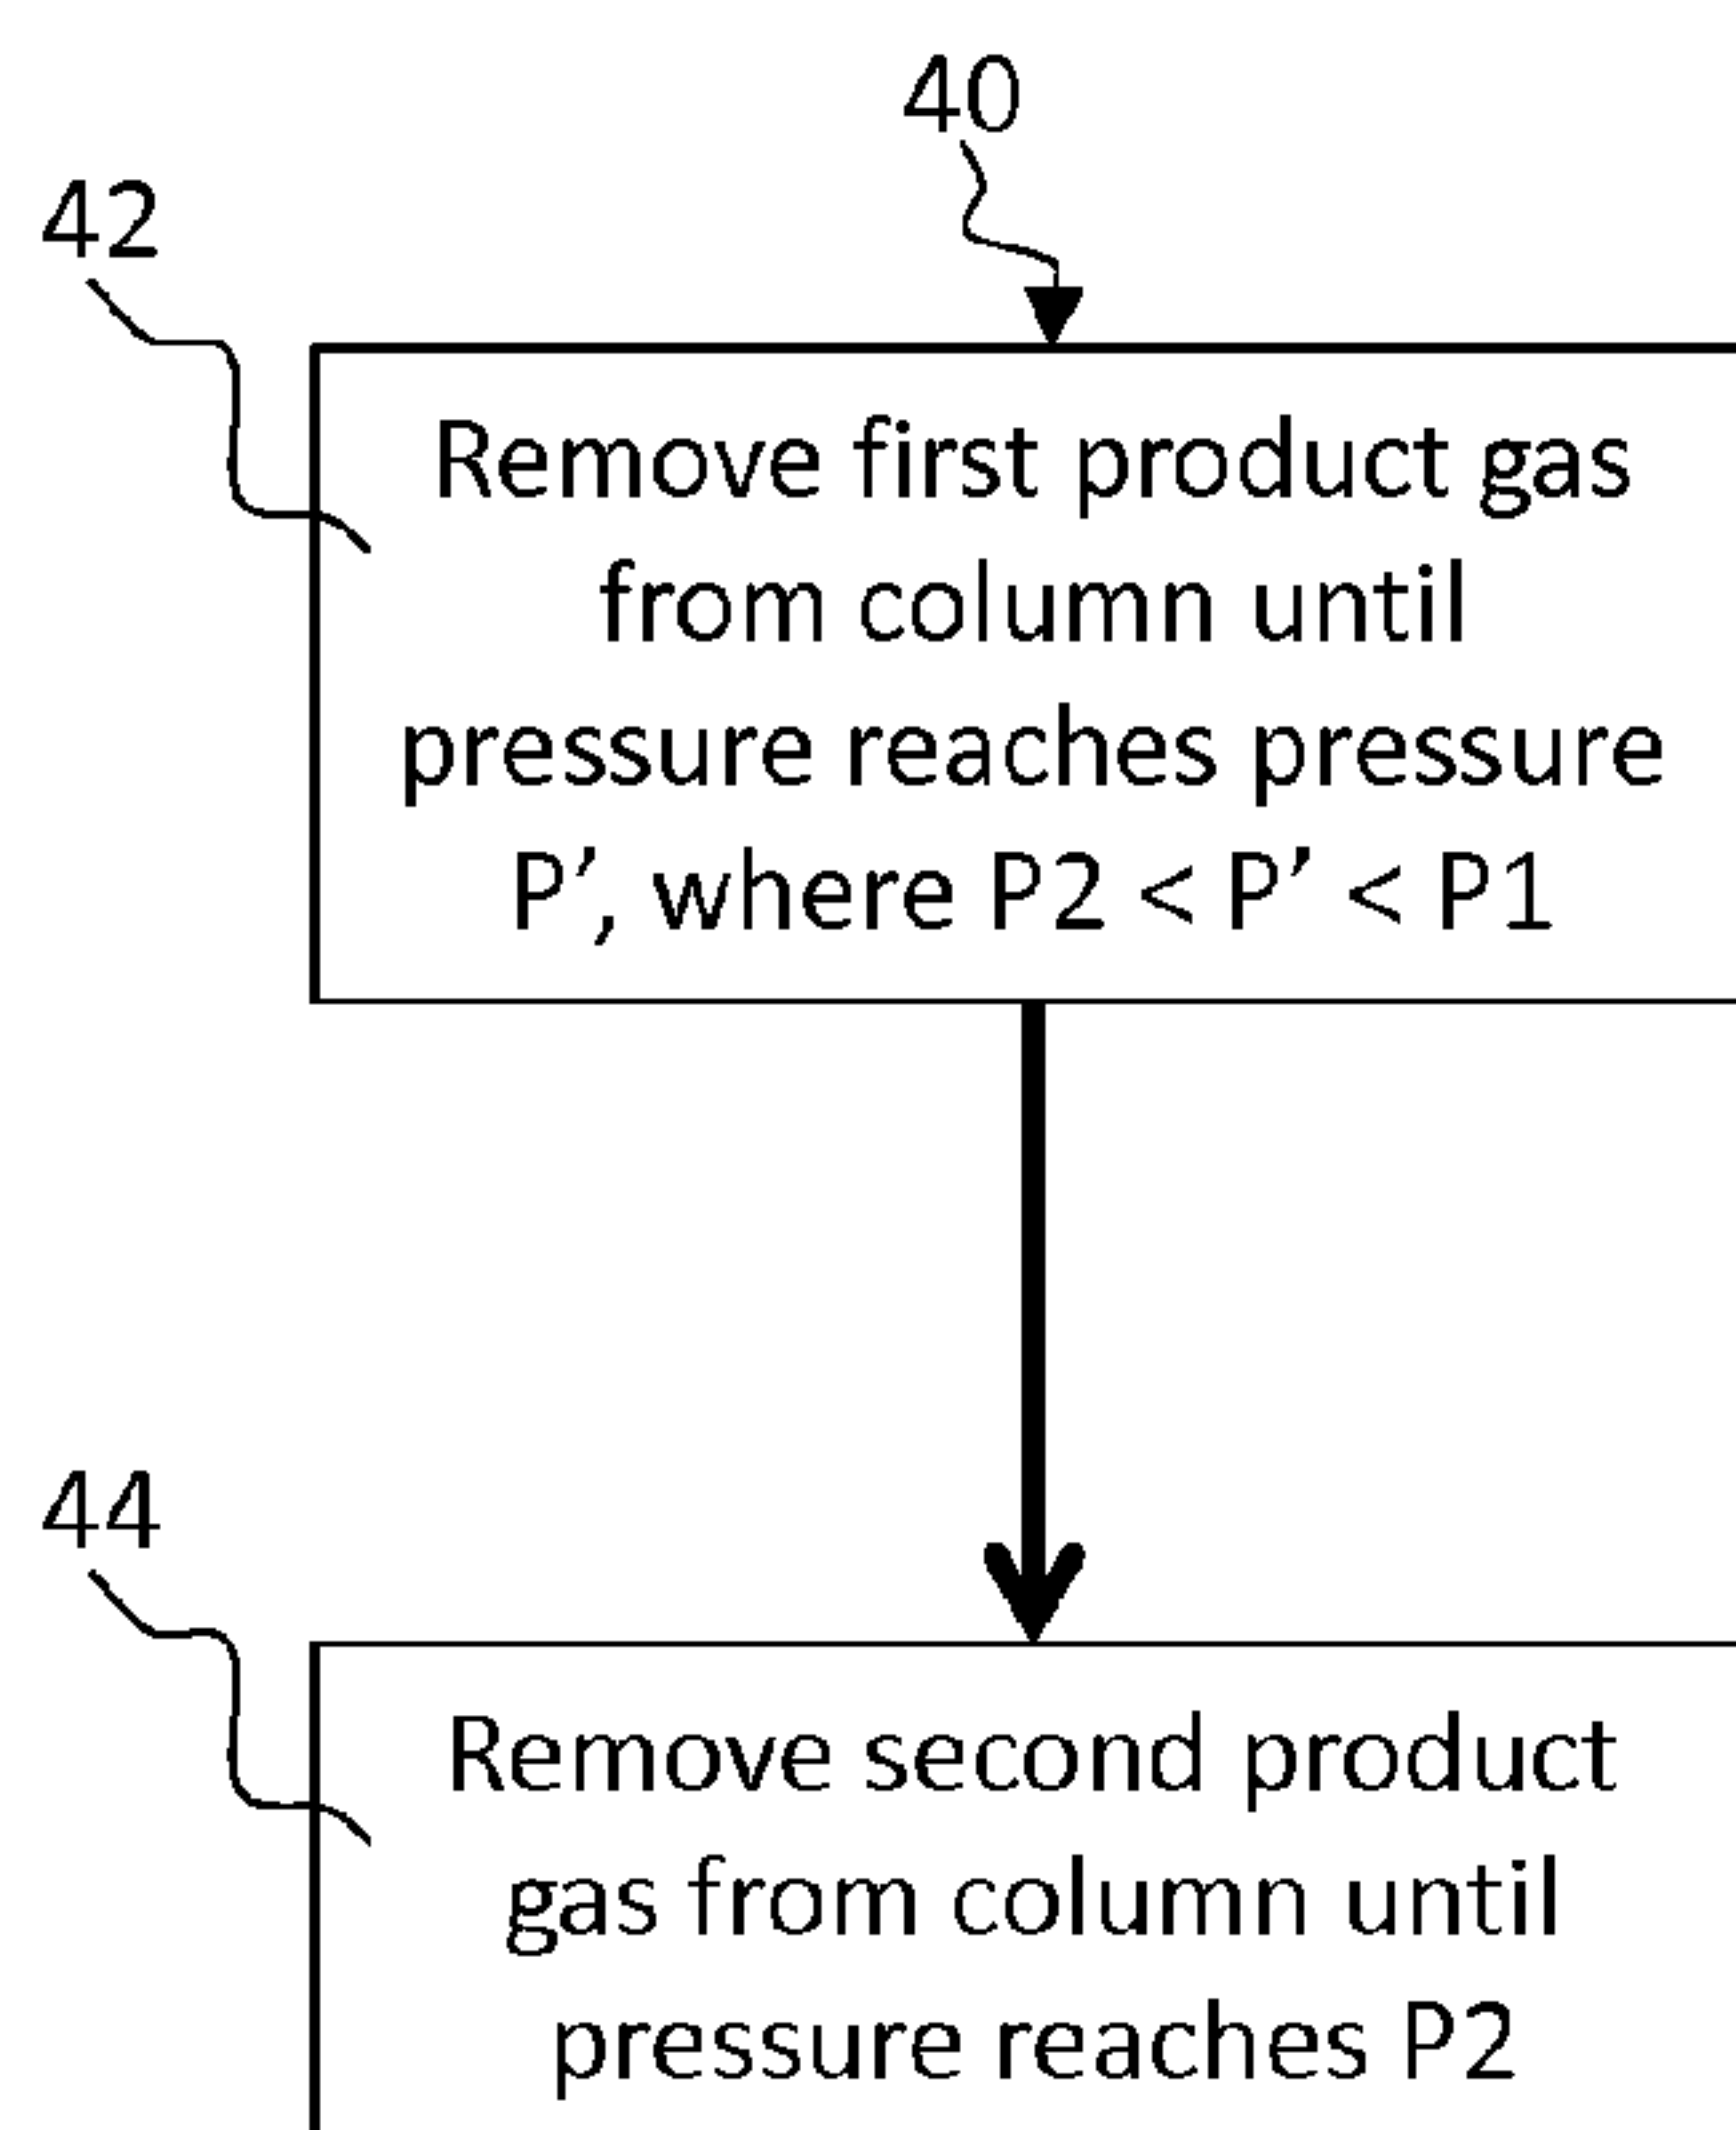 40
42
Remove first product gas
from column until
pressure reaches pressure
P’, where P2 < P’ < P1
44
Remove second product
gas from column until
pressure reaches P2